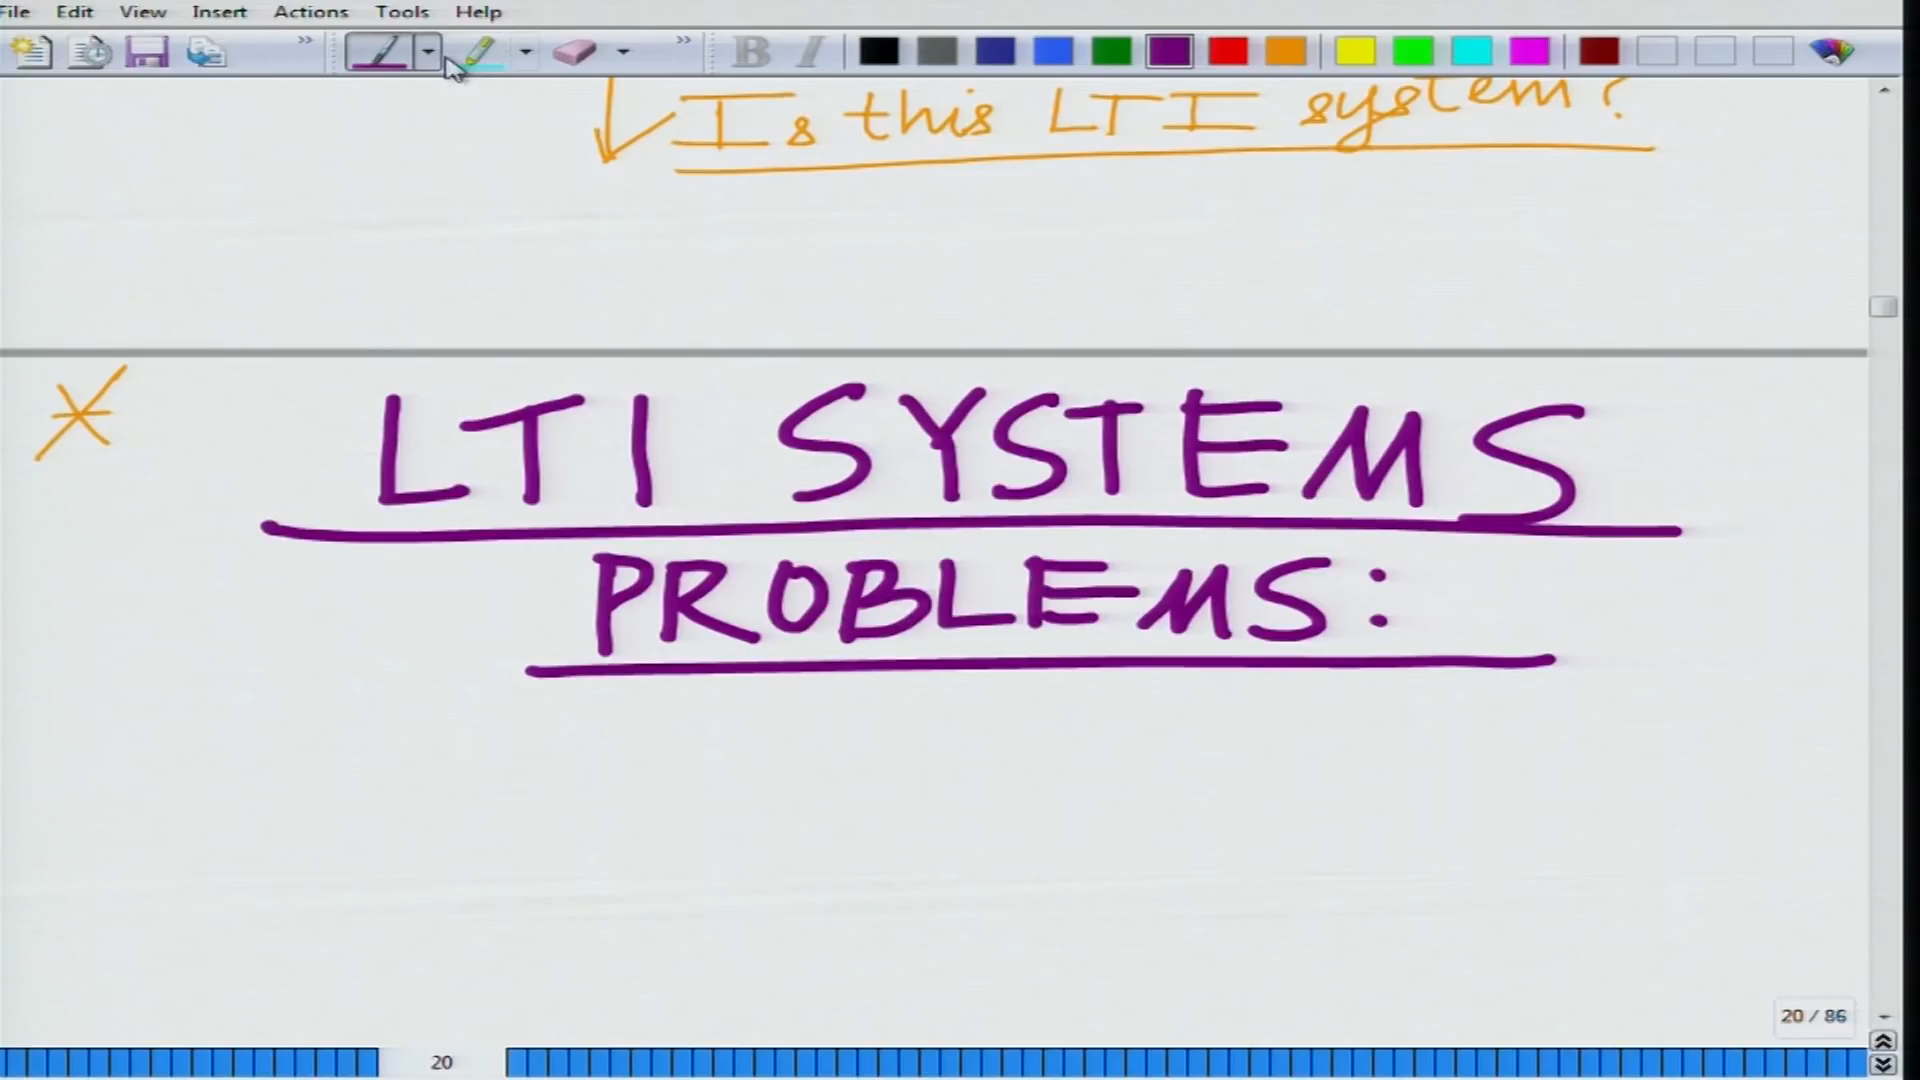 File Edit View Insert Actions Tools Help
B I
Is this LTI system?
LTI SYSTEMS
PROBLEMS:
20 / 86
20